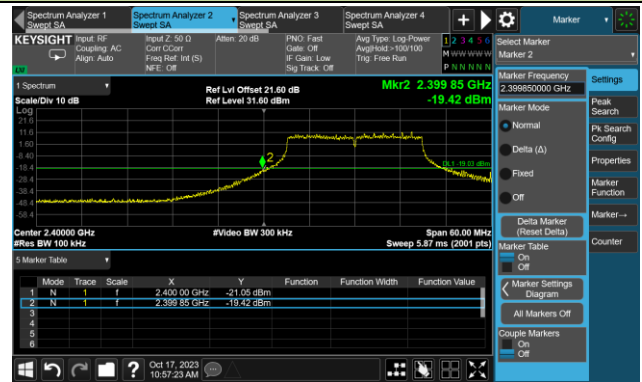 Spectrum Analyzer 1
Swept SA
Spectrum Analyzer 2
Swept SA
Spectrum Analyzer 3
Swept SA
Spectrum Analyzer 4
Swept SA
Marker
KEYSIGHT
Input: RF
Coupling: AC
Align: Auto
Input Z: 50 Ω
Corr CCorr
Freq Ref: Int (S)
NFE: Off
Atten: 20 dB
PNO: Fast
Gate: Off
IF Gain: Low
Sig Track: Off
Avg Type: Log-Power
Avg|Hold:>100/100
Trig: Free Run
1 2 3 4 5 6
M W W W W W
P N N N N N
Select Marker
Marker 2
1 Spectrum
Scale/Div 10 dB
Ref Lvl Offset 21.60 dB
Ref Level 31.60 dBm
Mkr2 2.399 85 GHz
-19.42 dBm
Log
21.6
11.6
1.60
-8.40
-18.4
-28.4
-38.4
-48.4
-58.4
2
DL1 -19.03 dBm
Center 2.40000 GHz
#Res BW 100 kHz
#Video BW 300 kHz
Span 60.00 MHz
Sweep 5.87 ms (2001 pts)
5 Marker Table
Mode Trace Scale X Y Function Function Width Function Value
1 N 1 f 2.400 00 GHz -21.05 dBm
2 N 1 f 2.399 85 GHz -19.42 dBm
3
4
5
6
Marker Frequency
2.399850000 GHz
Marker Mode
Normal
Delta (Δ)
Fixed
Off
Delta Marker
(Reset Delta)
Marker Table
On
Off
Marker Settings
Diagram
All Markers Off
Couple Markers
On
Off
Settings
Peak
Search
Pk Search
Config
Properties
Marker
Function
Marker→
Counter
Oct 17, 2023
10:57:23 AM